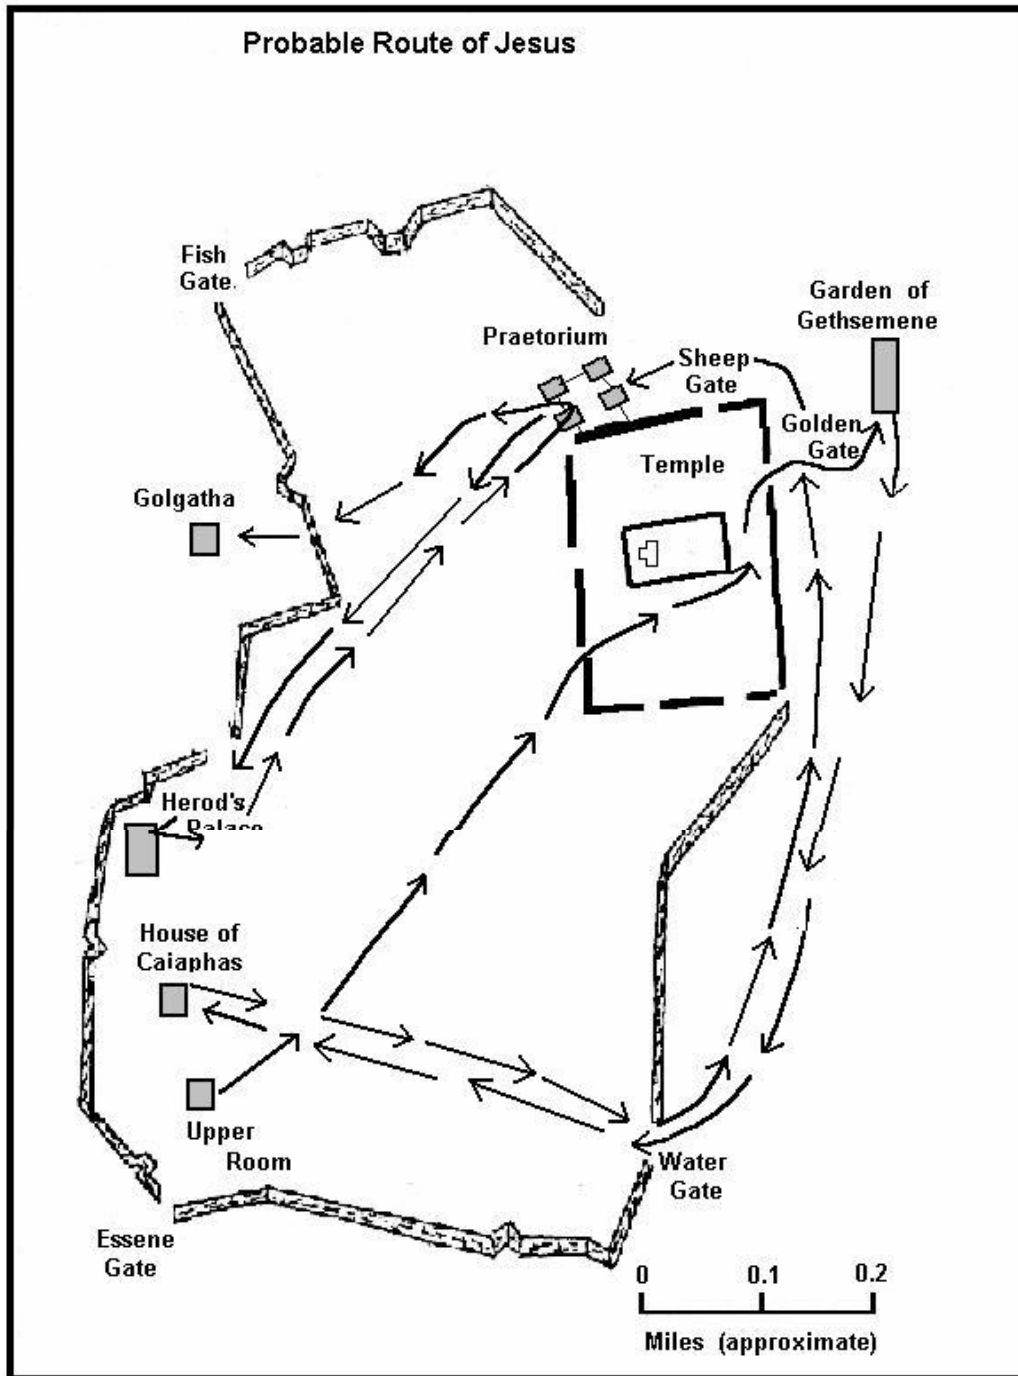 Probable Route of Jesus
Fish
Gate.
Garden of
Gethsemene
Praetorium
Sheep
Gate
Golden
Gate
Temple
Golgatha
Herod's
Palace
House of
Caiaphas
Upper
Room
Water
Gate
Essene
Gate
0 0.1 0.2
Miles (approximate)